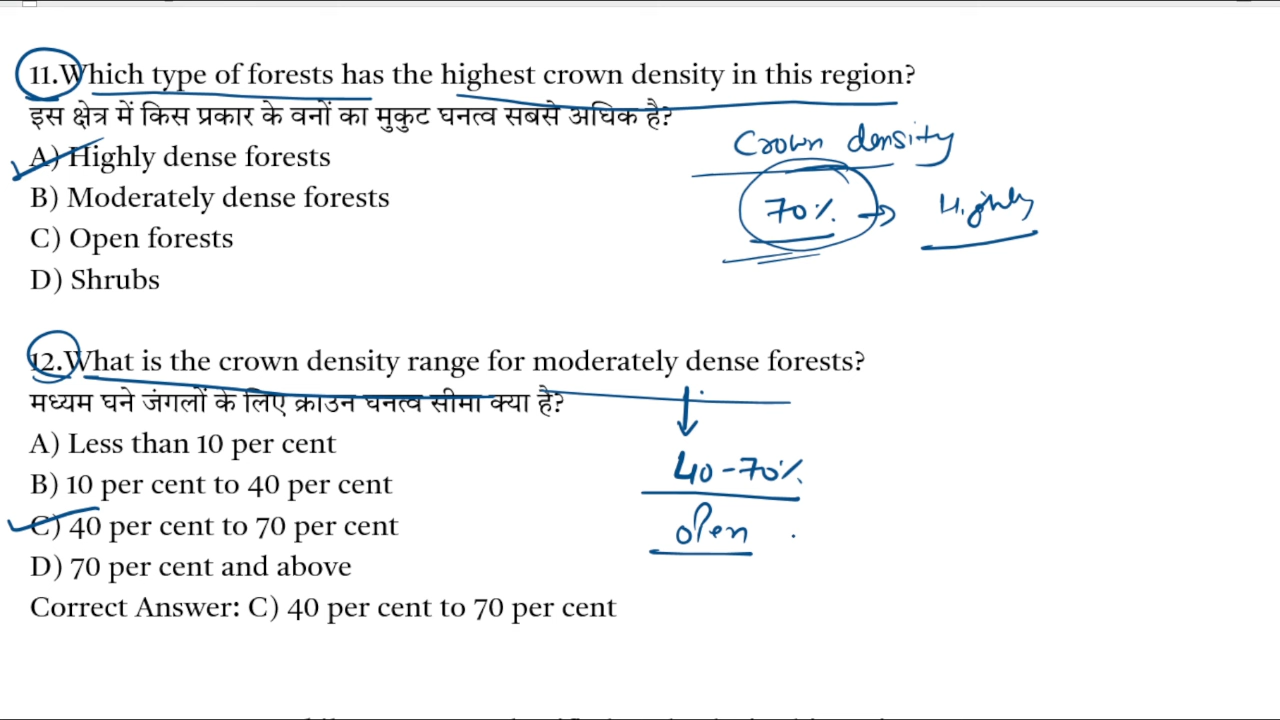 11.Which type of forests has the highest crown density in this region?
इस क्षेत्र में किस प्रकार के वनों का मुकुट घनत्व सबसे अधिक है?
A) Highly dense forests
B) Moderately dense forests
C) Open forests
D) Shrubs
Crown density
70% → Highly
12.What is the crown density range for moderately dense forests?
मध्यम घने जंगलों के लिए क्राउन घनत्व सीमा क्या है?
A) Less than 10 per cent
B) 10 per cent to 40 per cent
C) 40 per cent to 70 per cent
D) 70 per cent and above
Correct Answer: C) 40 per cent to 70 per cent
40-70%
open